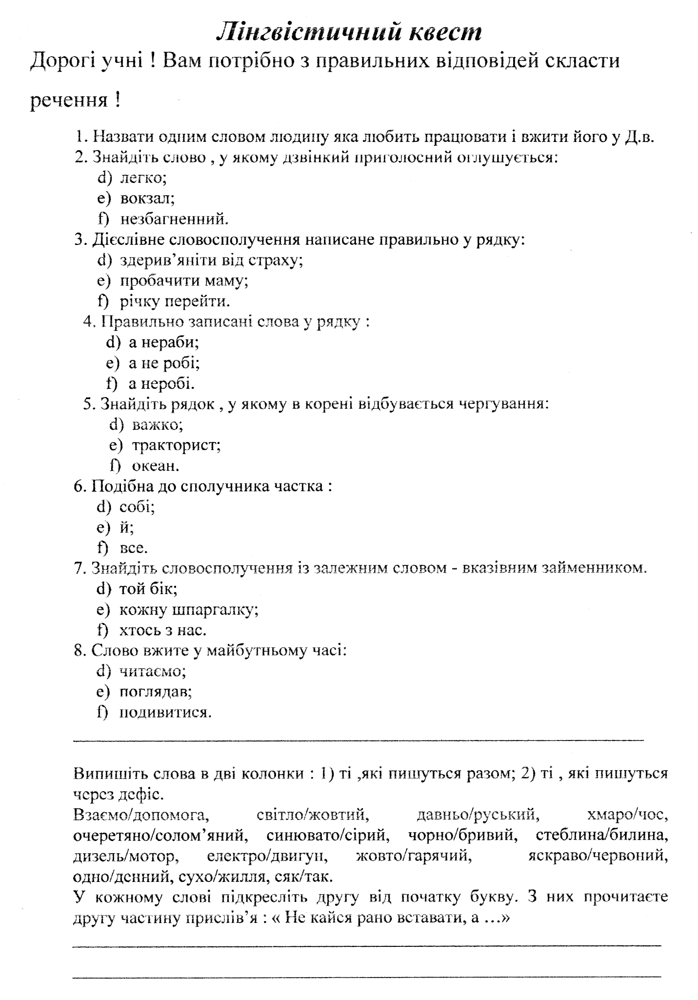 Лінгвістичний квест
Дорогі учні ! Вам потрібно з правильних відповідей скласти
речення !
1. Назвати одним словом людину яка любить працювати і вжити його у Д.в.
2. Знайдіть слово , у якому дзвінкий приголосний оглушується:
d) легко;
e) вокзал;
f) незбагненний.
3. Дієслівне словосполучення написане правильно у рядку:
d) здерив’яніти від страху;
e) пробачити маму;
f) річку перейти.
4. Правильно записані слова у рядку :
d) а нераби;
e) а не робі;
f) а неробі.
5. Знайдіть рядок , у якому в корені відбувається чергування:
d) важко;
e) тракторист;
f) океан.
6. Подібна до сполучника частка :
d) собі;
e) й;
f) все.
7. Знайдіть словосполучення із залежним словом - вказівним займенником.
d) той бік;
e) кожну шпаргалку;
f) хтось з нас.
8. Слово вжите у майбутньому часі:
d) читаємо;
e) поглядав;
f) подивитися.
Випишіть слова в дві колонки : 1) ті ,які пишуться разом; 2) ті , які пишуться
через дефіс.
Взаємо/допомога, світло/жовтий, давньо/руський, хмаро/чос,
очеретяно/солом’яний, синювато/сірий, чорно/бривий, стеблина/билина,
дизель/мотор, електро/двигун, жовто/гарячий, яскраво/червоний,
одно/денний, сухо/жилля, сяк/так.
У кожному слові підкресліть другу від початку букву. З них прочитаєте
другу частину прислів’я : « Не кайся рано вставати, а …»